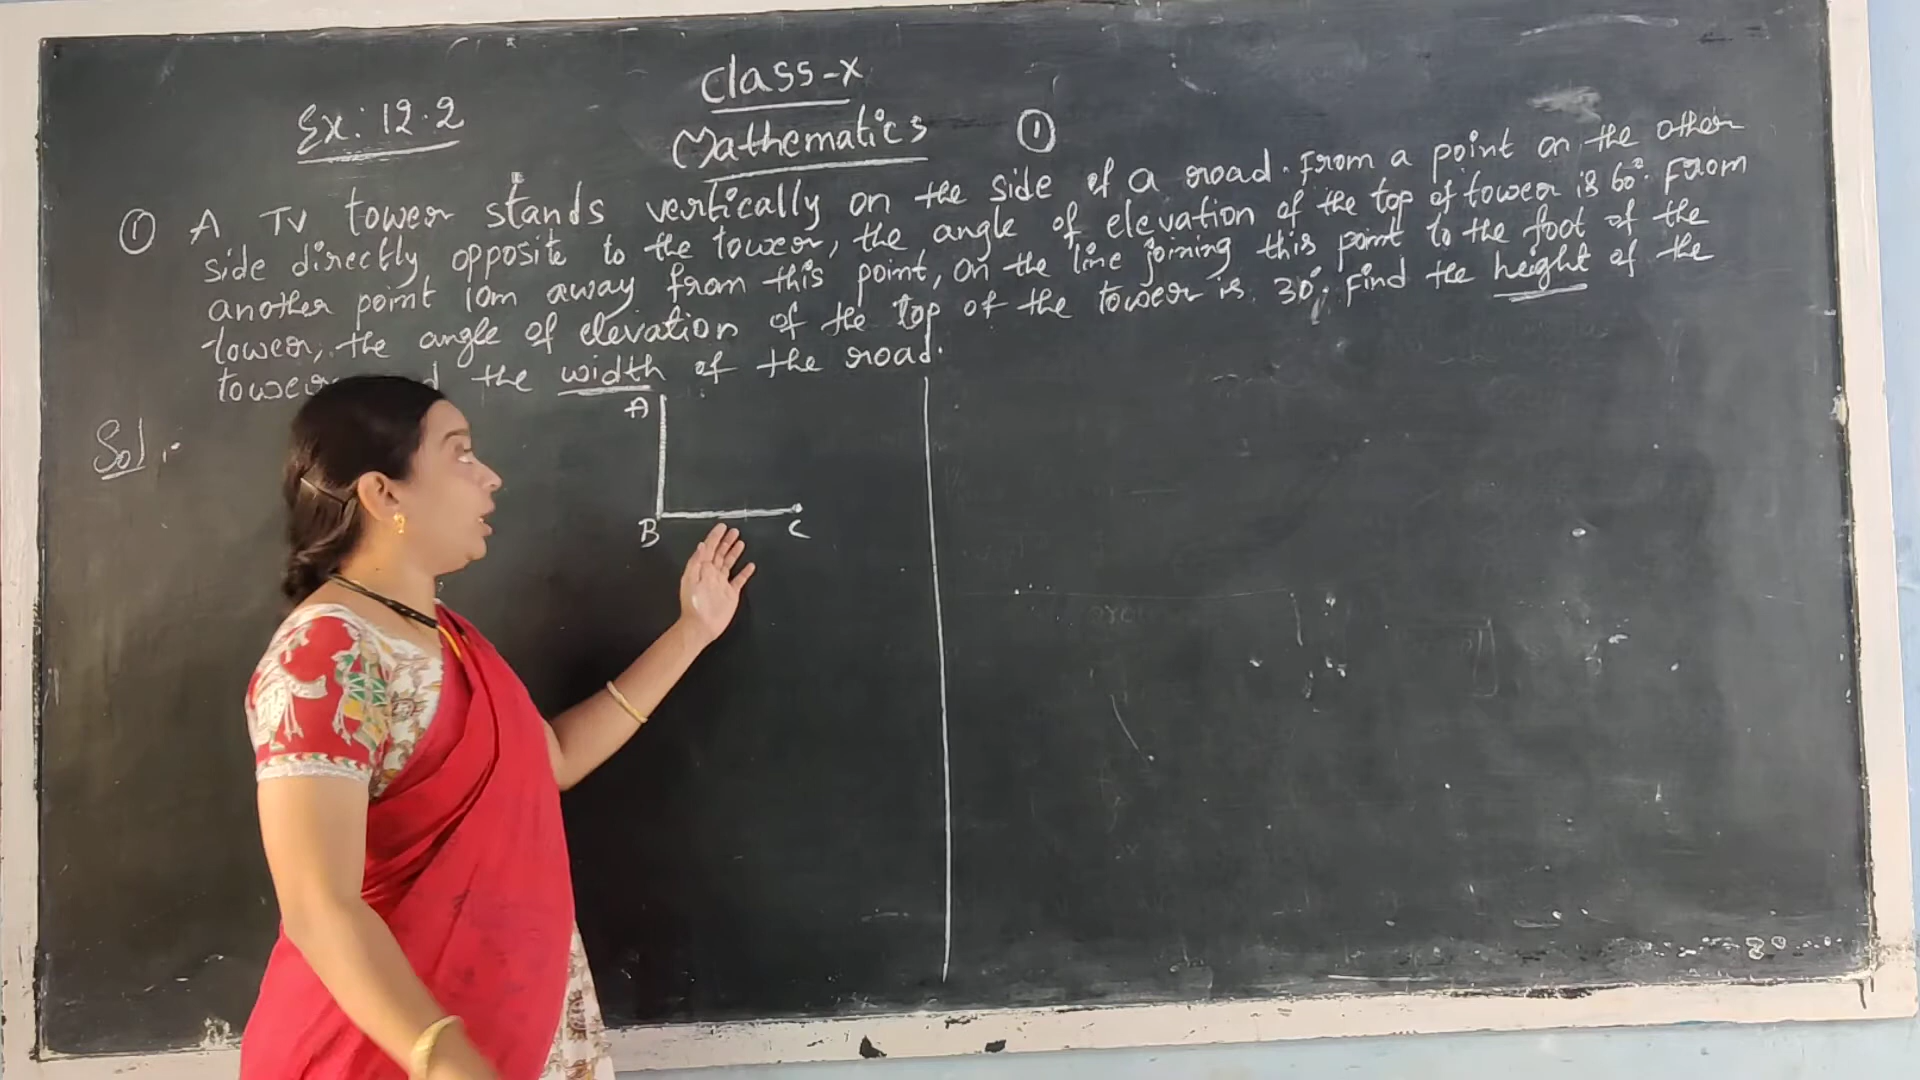 Class-X
Ex: 12.2
Mathematics ①
① A TV tower stands vertically on the side of a road. From a point on the other
side directly opposite to the tower, the angle of elevation of the top of tower is 60°. From
another point 10m away from this point, on the line joining this point to the foot of the
tower, the angle of elevation of the top of the tower is 30°. Find the height of the
tower the width of the road.
Sol:-
A
B
C